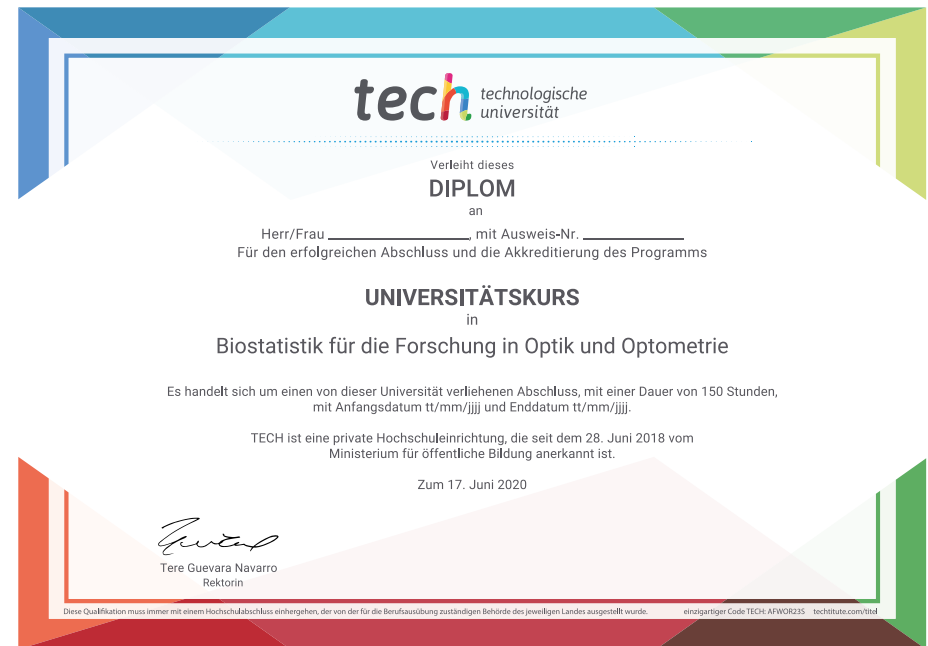 tech technologische
universität
Verleiht dieses
DIPLOM
an
Herr/Frau ____________________, mit Ausweis-Nr. ______________
Für den erfolgreichen Abschluss und die Akkreditierung des Programms
UNIVERSITÄTSKURS
in
Biostatistik für die Forschung in Optik und Optometrie
Es handelt sich um einen von dieser Universität verliehenen Abschluss, mit einer Dauer von 150 Stunden,
mit Anfangsdatum tt/mm/jjjj und Enddatum tt/mm/jjjj.
TECH ist eine private Hochschuleinrichtung, die seit dem 28. Juni 2018 vom
Ministerium für öffentliche Bildung anerkannt ist.
Zum 17. Juni 2020
Tere Guevara Navarro
Rektorin
Diese Qualifikation muss immer mit einem Hochschulabschluss einhergehen, der von der für die Berufsausübung zuständigen Behörde des jeweiligen Landes ausgestellt wurde. einzigartiger Code TECH: AFWOR23S techtitute.com/titel